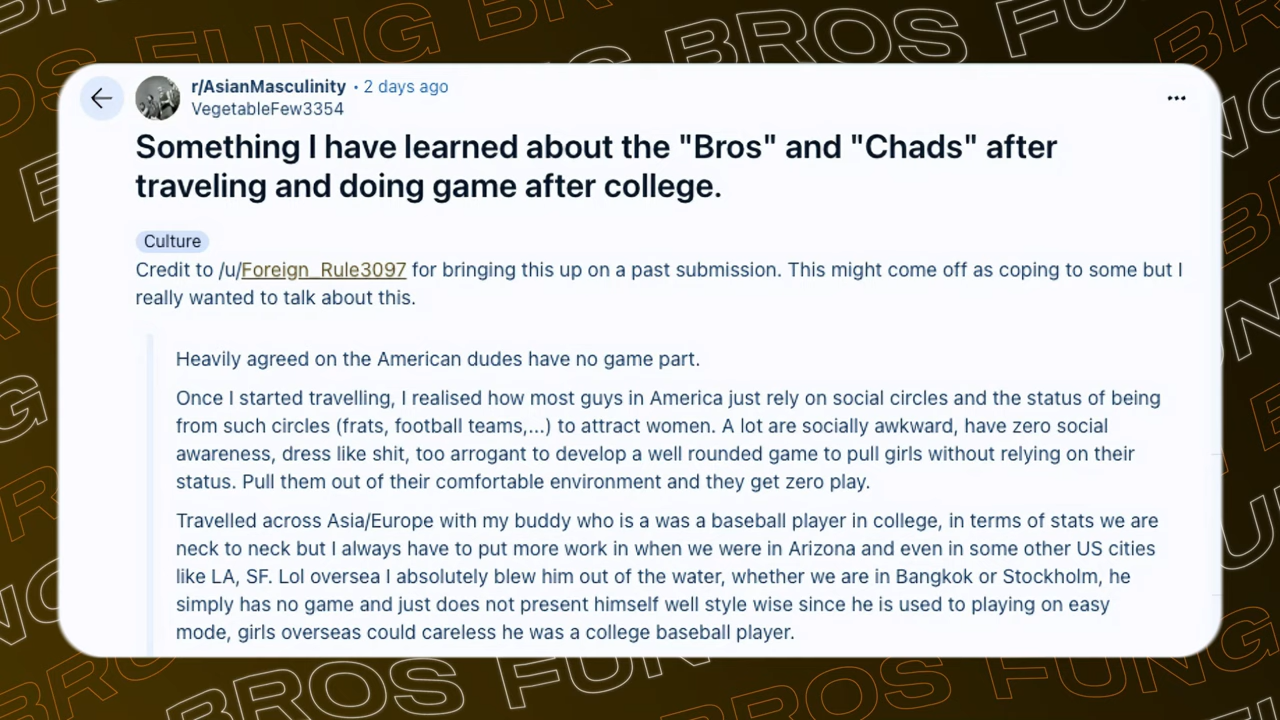 r/AsianMasculinity • 2 days ago
VegetableFew3354
Something I have learned about the "Bros" and "Chads" after
traveling and doing game after college.
Culture
Credit to /u/Foreign_Rule3097 for bringing this up on a past submission. This might come off as coping to some but I
really wanted to talk about this.
Heavily agreed on the American dudes have no game part.
Once I started travelling, I realised how most guys in America just rely on social circles and the status of being
from such circles (frats, football teams,...) to attract women. A lot are socially awkward, have zero social
awareness, dress like shit, too arrogant to develop a well rounded game to pull girls without relying on their
status. Pull them out of their comfortable environment and they get zero play.
Travelled across Asia/Europe with my buddy who is a was a baseball player in college, in terms of stats we are
neck to neck but I always have to put more work in when we were in Arizona and even in some other US cities
like LA, SF. Lol oversea I absolutely blew him out of the water, whether we are in Bangkok or Stockholm, he
simply has no game and just does not present himself well style wise since he is used to playing on easy
mode, girls overseas could careless he was a college baseball player.